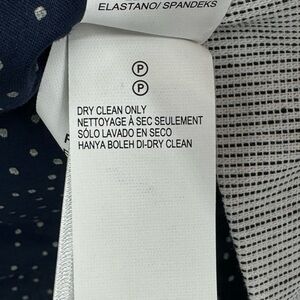 ELASTANO/ SPANDEKS
P
P
DRY CLEAN ONLY
NETTOYAGE À SEC SEULEMENT
SÓLO LAVADO EN SECO
HANYA BOLEH DI-DRY CLEAN